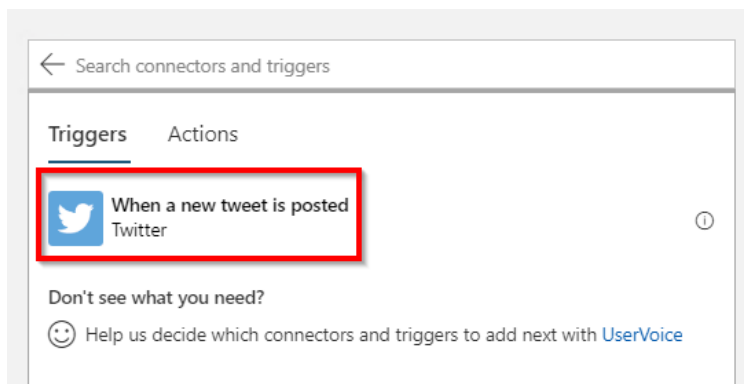 Search connectors and triggers
Triggers Actions
When a new tweet is posted
Twitter
Don't see what you need?
Help us decide which connectors and triggers to add next with UserVoice